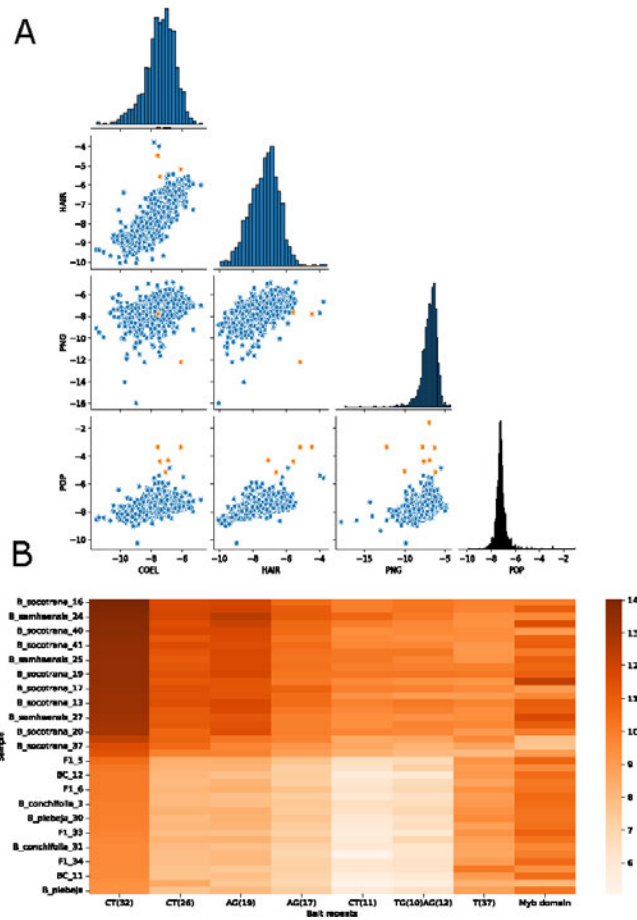 A
HAIR
−4
−5
−6
−7
−8
−9
−10
PNG
−6
−8
−10
−12
−14
−16
POP
−2
−4
−6
−8
−10
−10 −8 −6
−10 −8 −6 −4
−15 −10 −5
−10 −8 −6 −4 −2
COEL HAIR PNG POP
B
B_socotrana_16
B_samhaensis_24
B_socotrana_40
B_socotrana_41
B_samhaensis_25
B_socotrana_19
B_socotrana_17
B_socotrana_13
B_samhaensis_27
B_socotrana_20
B_socotrana_37
F1_5
BC_12
F1_6
B_conchifolia_3
B_plebeja_30
F1_33
B_conchifolia_31
F1_34
BC_11
B_plebeja
Sample
14
13
12
11
10
9
8
7
6
CT(32) CT(26) AG(19) AG(17) CT(11) TG(10)AG(12) T(37) Myb domain
Bait repeats